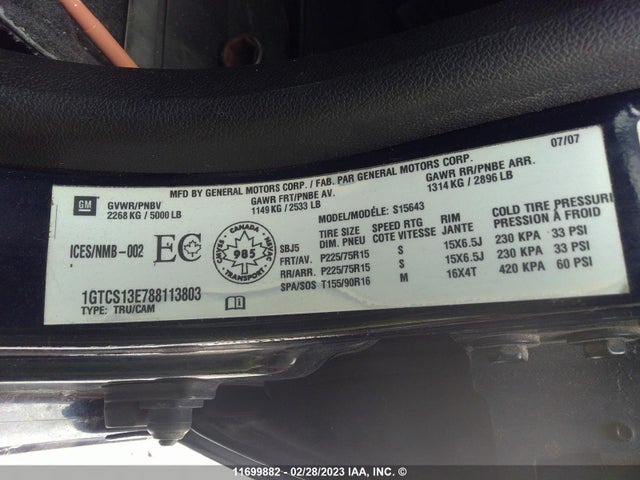 07/07
MFD BY GENERAL MOTORS CORP. / FAB. PAR GENERAL MOTORS CORP.
GM
GVWR/PNBV
2268 KG / 5000 LB
GAWR FRT/PNBE AV.
1149 KG / 2533 LB
GAWR RR/PNBE ARR.
1314 KG / 2896 LB
ICES/NMB-002
EC
CANADA
CMVSS 985 NSVAC
TRANSPORT
MODEL/MODÈLE: S15643
SBJ5 TIRE SIZE SPEED RTG RIM COLD TIRE PRESSURE
DIM. PNEU COTE VITESSE JANTE PRESSION À FROID
FRT/AV. P225/75R15 S 15X6.5J 230 KPA 33 PSI
RR/ARR. P225/75R15 S 15X6.5J 230 KPA 33 PSI
SPA/SOS T155/90R16 M 16X4T 420 KPA 60 PSI
1GTCS13E788113803
TYPE: TRU/CAM
11699882 - 02/28/2023 IAA, INC. ©